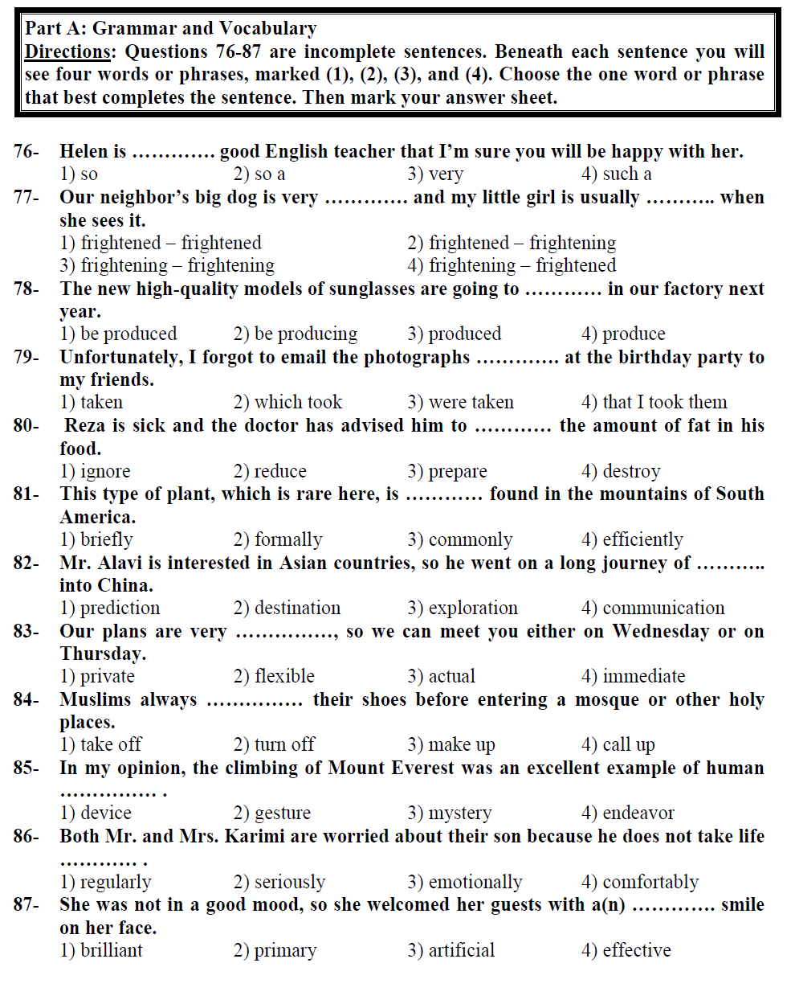 Part A: Grammar and Vocabulary
Directions: Questions 76-87 are incomplete sentences. Beneath each sentence you will
see four words or phrases, marked (1), (2), (3), and (4). Choose the one word or phrase
that best completes the sentence. Then mark your answer sheet.
76- Helen is …………. good English teacher that I’m sure you will be happy with her.
1) so 2) so a 3) very 4) such a
77- Our neighbor’s big dog is very …………. and my little girl is usually ……….. when
she sees it.
1) frightened – frightened 2) frightened – frightening
3) frightening – frightening 4) frightening – frightened
78- The new high-quality models of sunglasses are going to ………… in our factory next
year.
1) be produced 2) be producing 3) produced 4) produce
79- Unfortunately, I forgot to email the photographs …………. at the birthday party to
my friends.
1) taken 2) which took 3) were taken 4) that I took them
80- Reza is sick and the doctor has advised him to ………… the amount of fat in his
food.
1) ignore 2) reduce 3) prepare 4) destroy
81- This type of plant, which is rare here, is ………… found in the mountains of South
America.
1) briefly 2) formally 3) commonly 4) efficiently
82- Mr. Alavi is interested in Asian countries, so he went on a long journey of ………..
into China.
1) prediction 2) destination 3) exploration 4) communication
83- Our plans are very ……………, so we can meet you either on Wednesday or on
Thursday.
1) private 2) flexible 3) actual 4) immediate
84- Muslims always …………… their shoes before entering a mosque or other holy
places.
1) take off 2) turn off 3) make up 4) call up
85- In my opinion, the climbing of Mount Everest was an excellent example of human
…………… .
1) device 2) gesture 3) mystery 4) endeavor
86- Both Mr. and Mrs. Karimi are worried about their son because he does not take life
………… .
1) regularly 2) seriously 3) emotionally 4) comfortably
87- She was not in a good mood, so she welcomed her guests with a(n) …………. smile
on her face.
1) brilliant 2) primary 3) artificial 4) effective